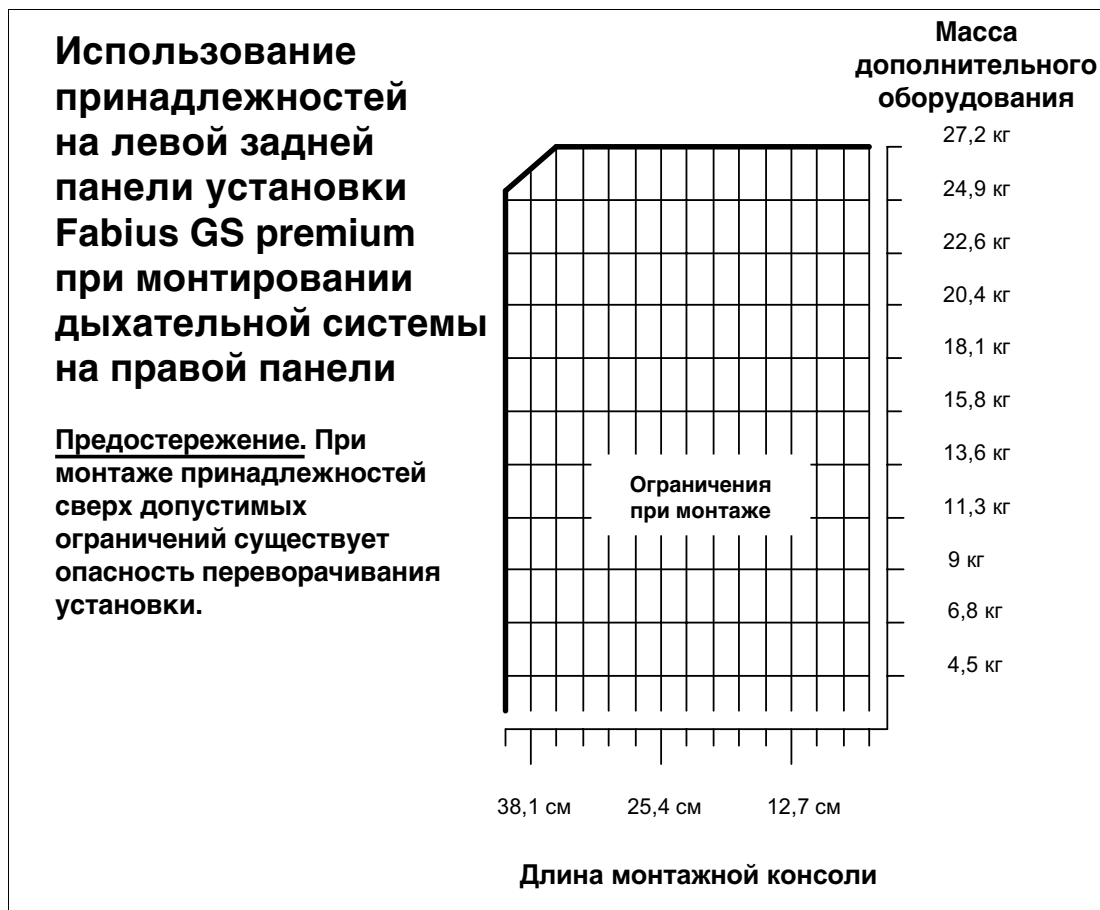 Использование
принадлежностей
на левой задней
панели установки
Fabius GS premium
при монтировании
дыхательной системы
на правой панели
Предостережение. При
монтаже принадлежностей
сверх допустимых
ограничений существует
опасность переворачивания
установки.
Масса
дополнительного
оборудования
27,2 кг
24,9 кг
22,6 кг
20,4 кг
18,1 кг
15,8 кг
13,6 кг
11,3 кг
9 кг
6,8 кг
4,5 кг
Ограничения
при монтаже
38,1 см
25,4 см
12,7 см
Длина монтажной консоли